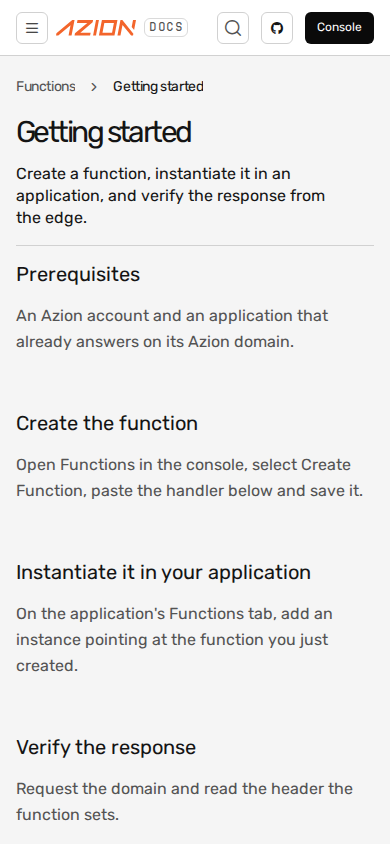 AZION DOCS Console
Functions > Getting started
Getting started
Create a function, instantiate it in an
application, and verify the response from
the edge.
Prerequisites
An Azion account and an application that
already answers on its Azion domain.
Create the function
Open Functions in the console, select Create
Function, paste the handler below and save it.
Instantiate it in your application
On the application's Functions tab, add an
instance pointing at the function you just
created.
Verify the response
Request the domain and read the header the
function sets.